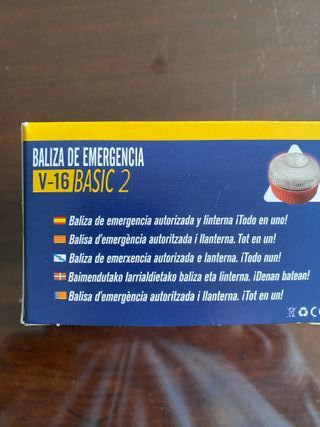 BALIZA DE EMERGENCIA
V-16 BASIC 2
Baliza de emergencia autorizada y linterna ¡Todo en uno!
Balisa d'emergència autoritzada i llanterna. Tot en un!
Baliza de emerxencia autorizada e lanterna. ¡Todo nun!
Baimendutako larrialdietako baliza eta linterna. ¡Denan batean!
Balisa d'emergència autoritzada i llanterna. ¡Tot en un!